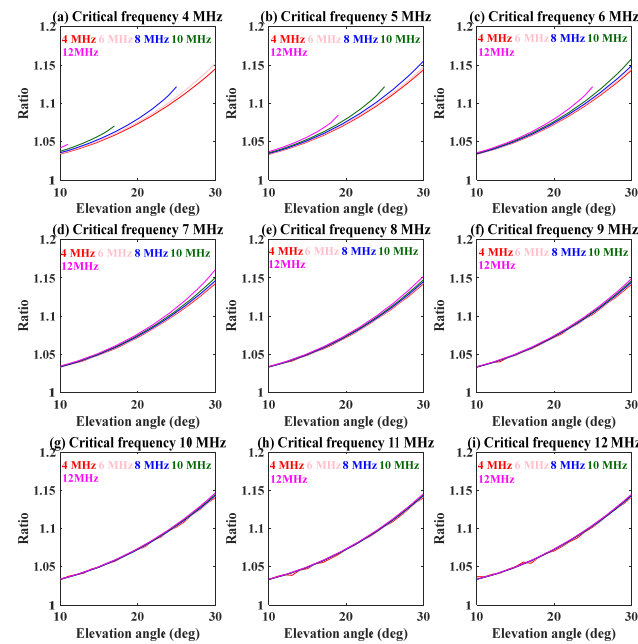 (a) Critical frequency 4 MHz
4 MHz 6 MHz 8 MHz 10 MHz
12MHz
1.15
1.1
1.05
1
Ratio
10 20 30
Elevation angle (deg)
(b) Critical frequency 5 MHz
1.2
4 MHz 6 MHz 8 MHz 10 MHz
12MHz
1.15
1.1
1.05
1
Ratio
10 20 30
Elevation angle (deg)
(c) Critical frequency 6 MHz
1.2
4 MHz 6 MHz 8 MHz 10 MHz
12MHz
1.15
1.1
1.05
1
Ratio
10 20 30
Elevation angle (deg)
(d) Critical frequency 7 MHz
1.2
4 MHz 6 MHz 8 MHz 10 MHz
12MHz
1.15
1.1
1.05
1
Ratio
10 20 30
Elevation angle (deg)
(e) Critical frequency 8 MHz
1.2
4 MHz 6 MHz 8 MHz 10 MHz
12MHz
1.15
1.1
1.05
1
Ratio
10 20 30
Elevation angle (deg)
(f) Critical frequency 9 MHz
1.2
4 MHz 6 MHz 8 MHz 10 MHz
12MHz
1.15
1.1
1.05
1
Ratio
10 20 30
Elevation angle (deg)
(g) Critical frequency 10 MHz
1.2
4 MHz 6 MHz 8 MHz 10 MHz
12MHz
1.15
1.1
1.05
1
Ratio
10 20 30
Elevation angle (deg)
(h) Critical frequency 11 MHz
1.2
4 MHz 6 MHz 8 MHz 10 MHz
12MHz
1.15
1.1
1.05
1
Ratio
10 20 30
Elevation angle (deg)
(i) Critical frequency 12 MHz
1.2
4 MHz 6 MHz 8 MHz 10 MHz
12MHz
1.15
1.1
1.05
1
Ratio
10 20 30
Elevation angle (deg)